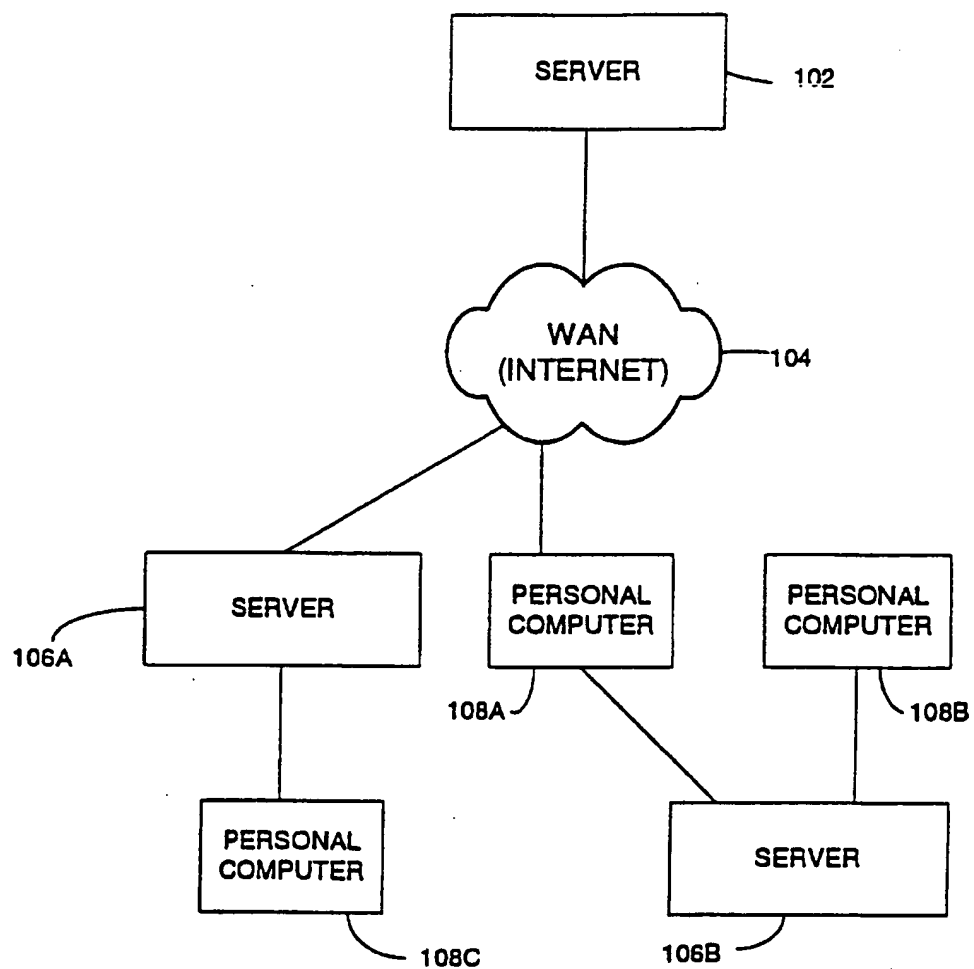 SERVER
102
WAN
(INTERNET)
104
SERVER
106A
PERSONAL
COMPUTER
108A
PERSONAL
COMPUTER
108B
PERSONAL
COMPUTER
108C
SERVER
106B